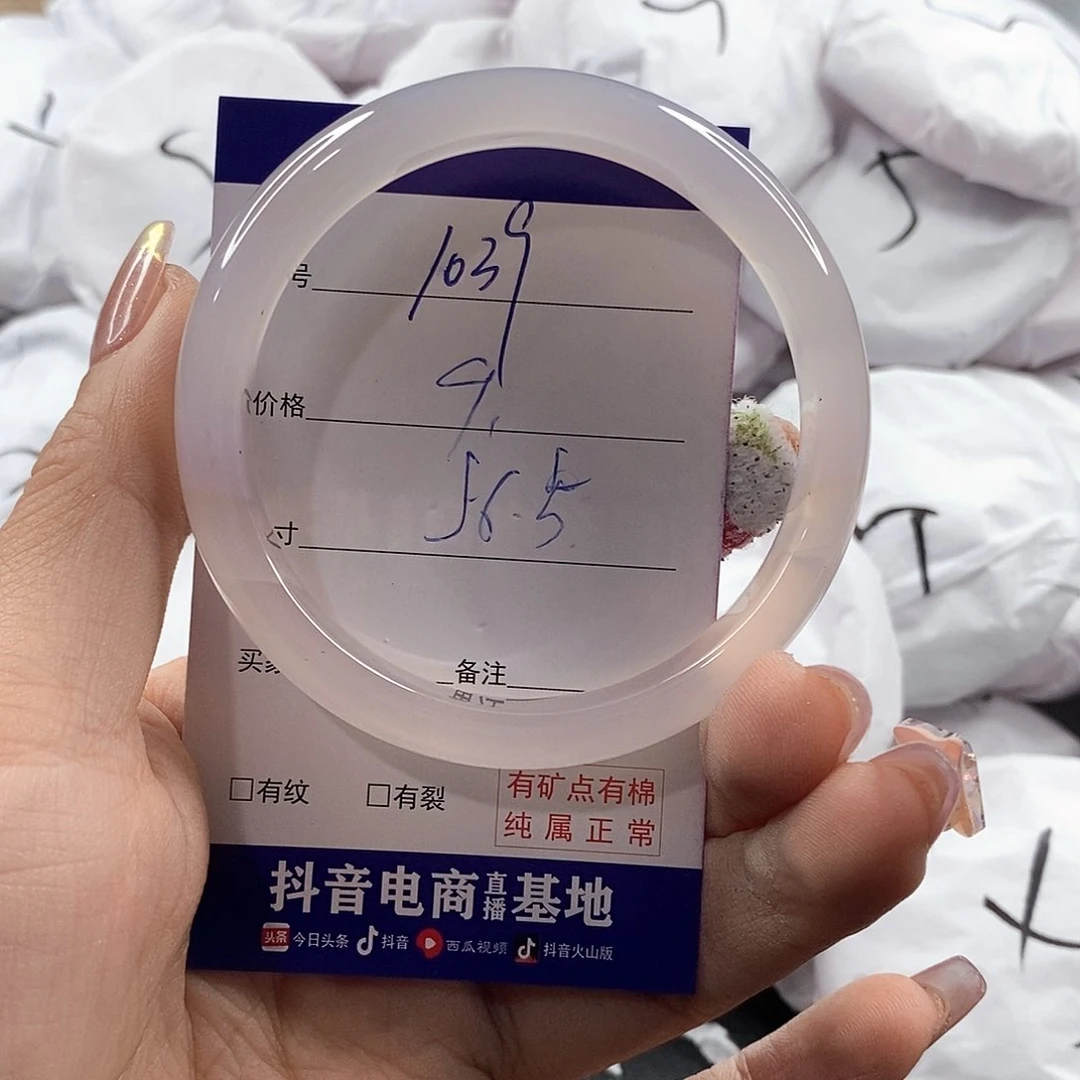 号 1039
价格 9.
寸 56.5
备注
□有纹 □有裂
有矿点有棉
纯属正常
抖音电商直播基地
头条 今日头条 抖音 西瓜视频 抖音火山版